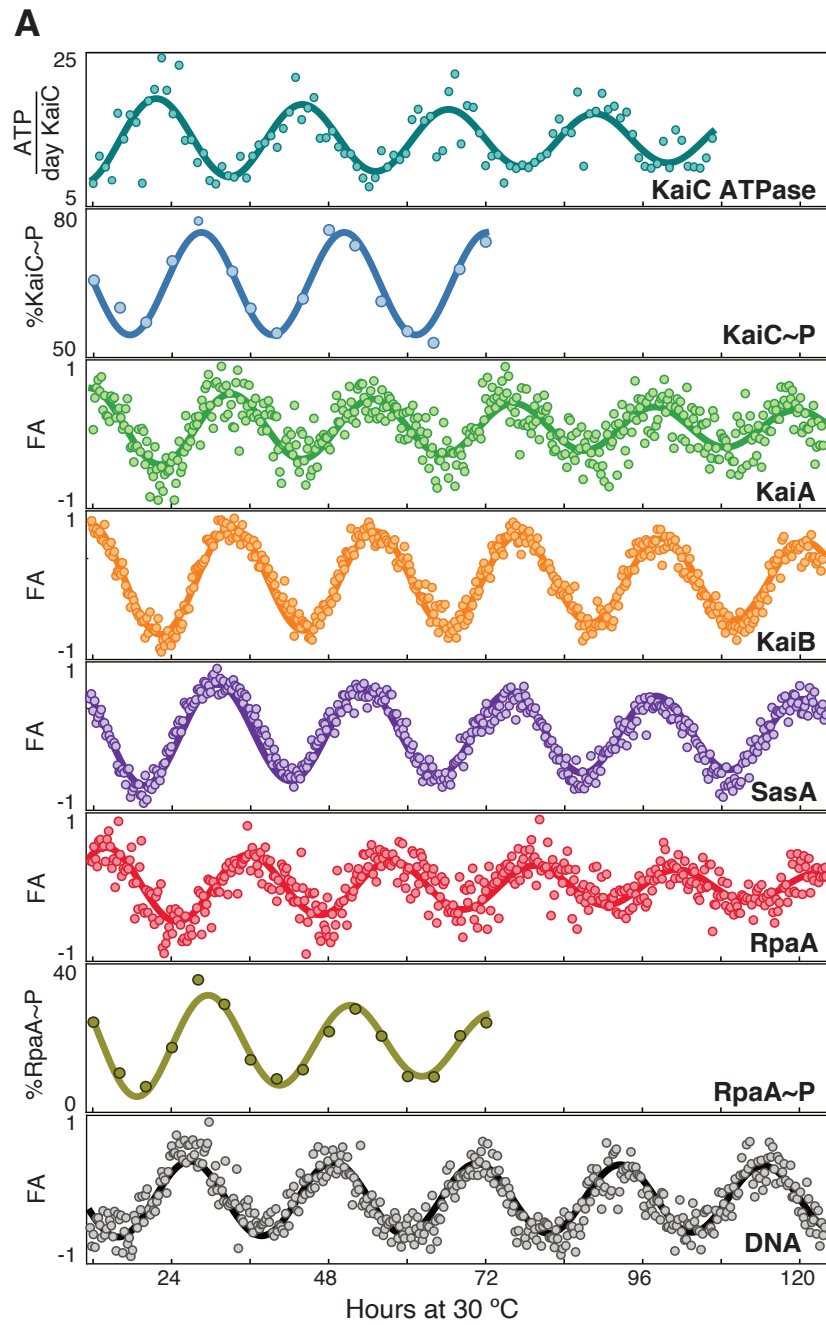 A
25
ATP
day KaiC
5
KaiC ATPase
80
%KaiC~P
50
KaiC~P
1
FA
-1
KaiA
1
FA
-1
KaiB
1
FA
-1
SasA
1
FA
-1
RpaA
40
%RpaA~P
0
RpaA~P
1
FA
-1
DNA
24 48 72 96 120
Hours at 30 ºC